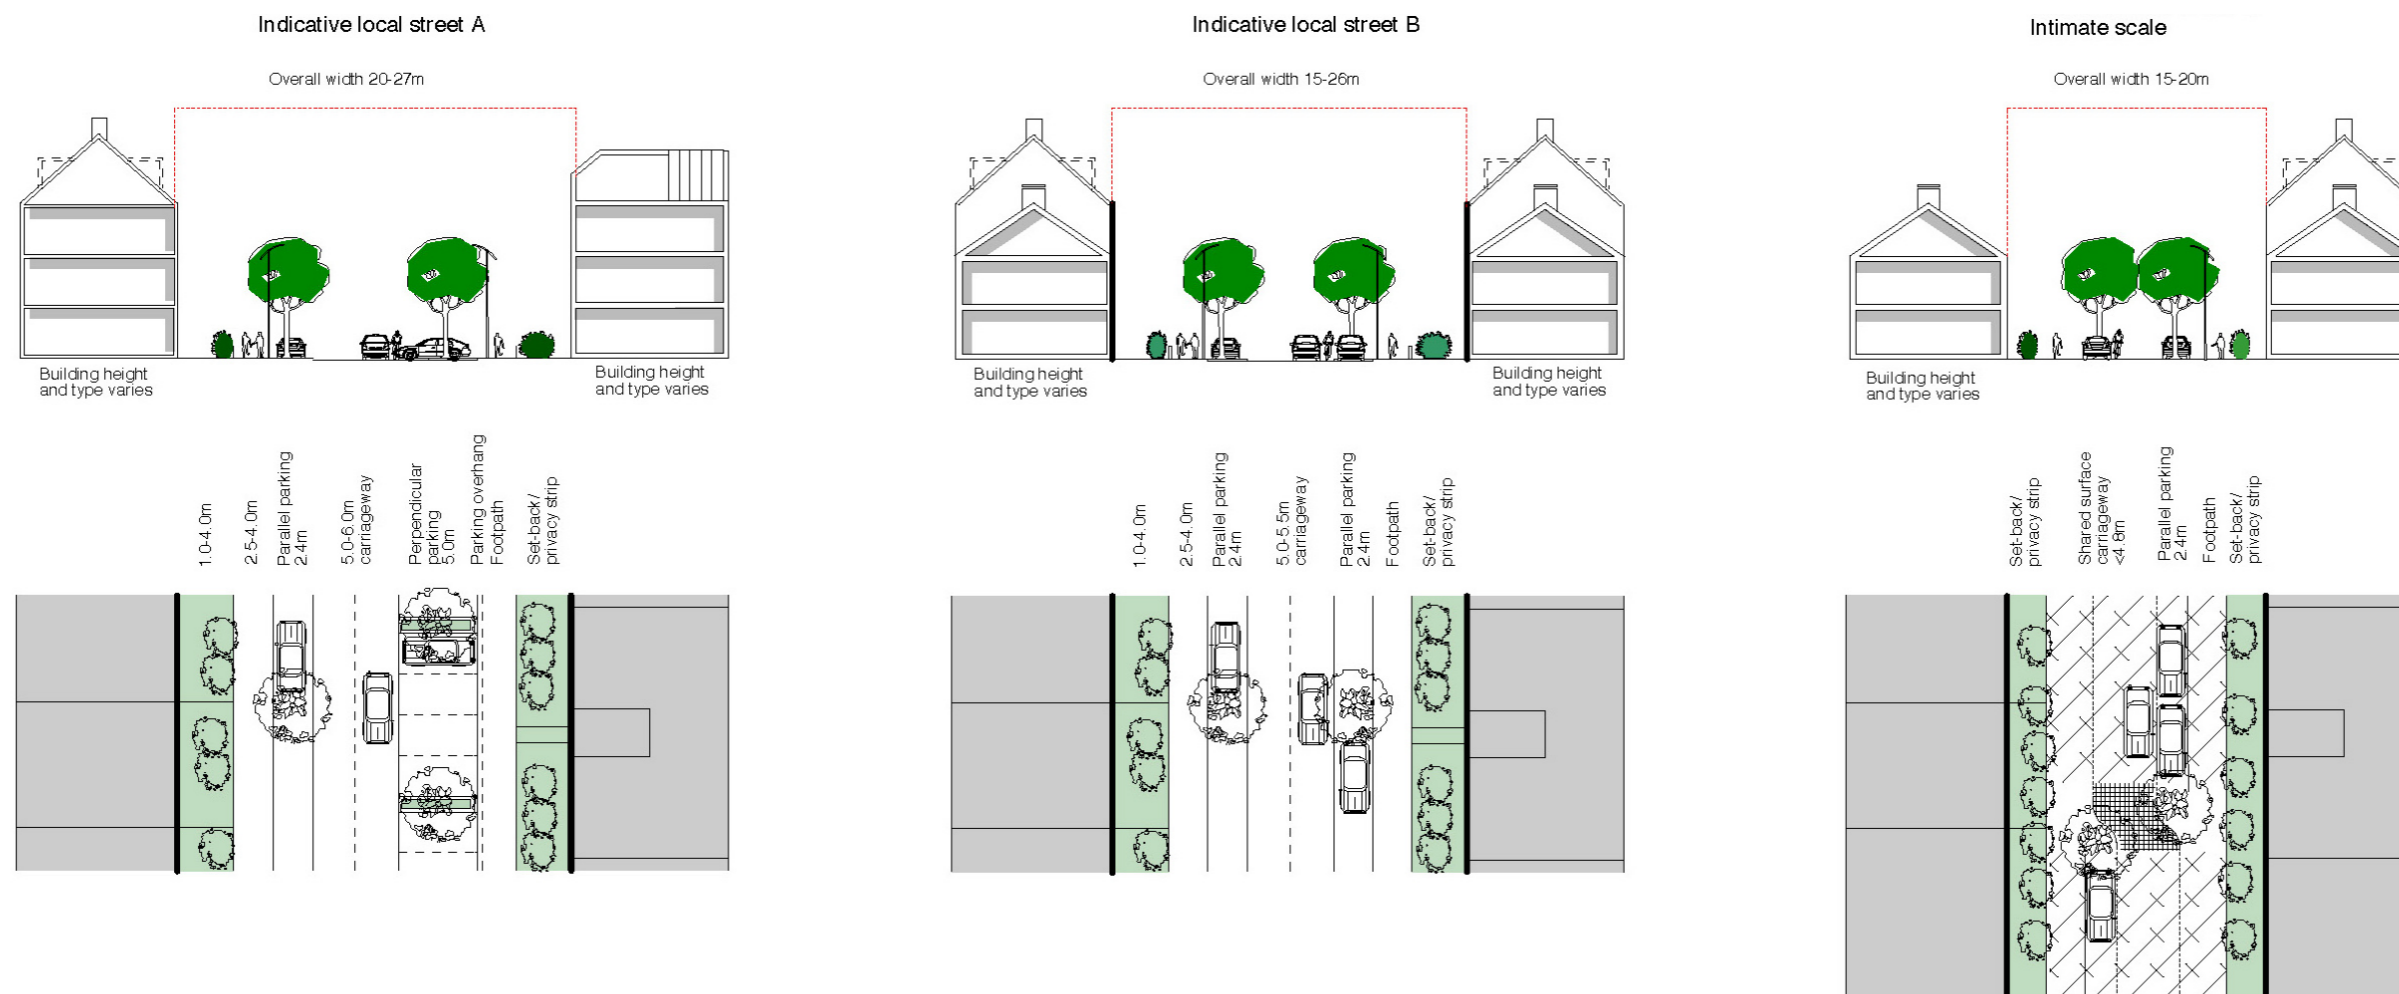 Indicative local street A
Overall width 20-27m
Building height
and type varies
Building height
and type varies
1.0-4.0m
2.5-4.0m
Parallel parking
2.4m
5.0-6.0m
carriageway
Perpendicular
parking
5.0m
Parking overhang
Footpath
Set-back/
privacy strip
Indicative local street B
Overall width 15-26m
Building height
and type varies
Building height
and type varies
1.0-4.0m
2.5-4.0m
Parallel parking
2.4m
5.0-5.5m
carriageway
Parallel parking
2.4m
Footpath
Set-back/
privacy strip
Intimate scale
Overall width 15-20m
Building height
and type varies
Set-back/
privacy strip
Shared surface
carriageway
<4.8m
Parallel parking
2.4m
Footpath
Set-back/
privacy strip